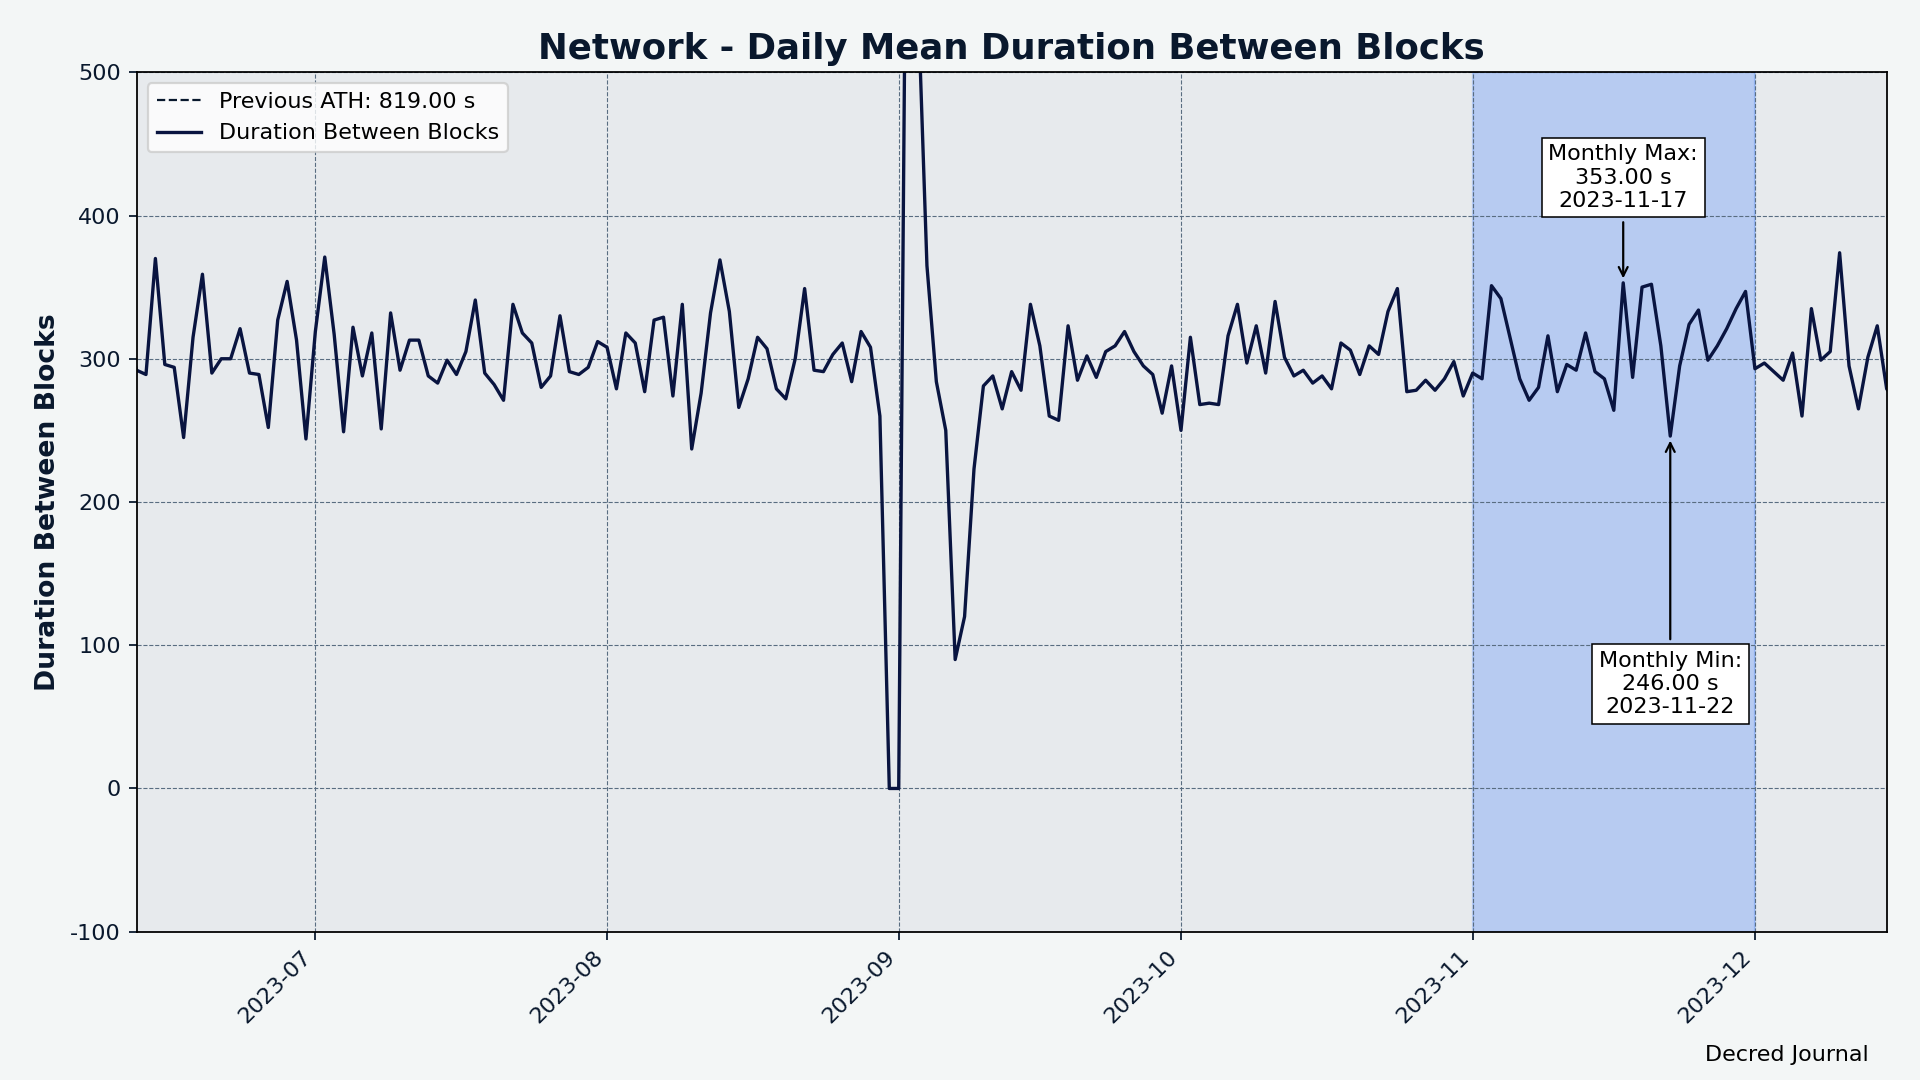 Network - Daily Mean Duration Between Blocks
Previous ATH: 819.00 s
Duration Between Blocks
Monthly Max:
353.00 s
2023-11-17
Monthly Min:
246.00 s
2023-11-22
Duration Between Blocks
500
400
300
200
100
0
-100
2023-07
2023-08
2023-09
2023-10
2023-11
2023-12
Decred Journal